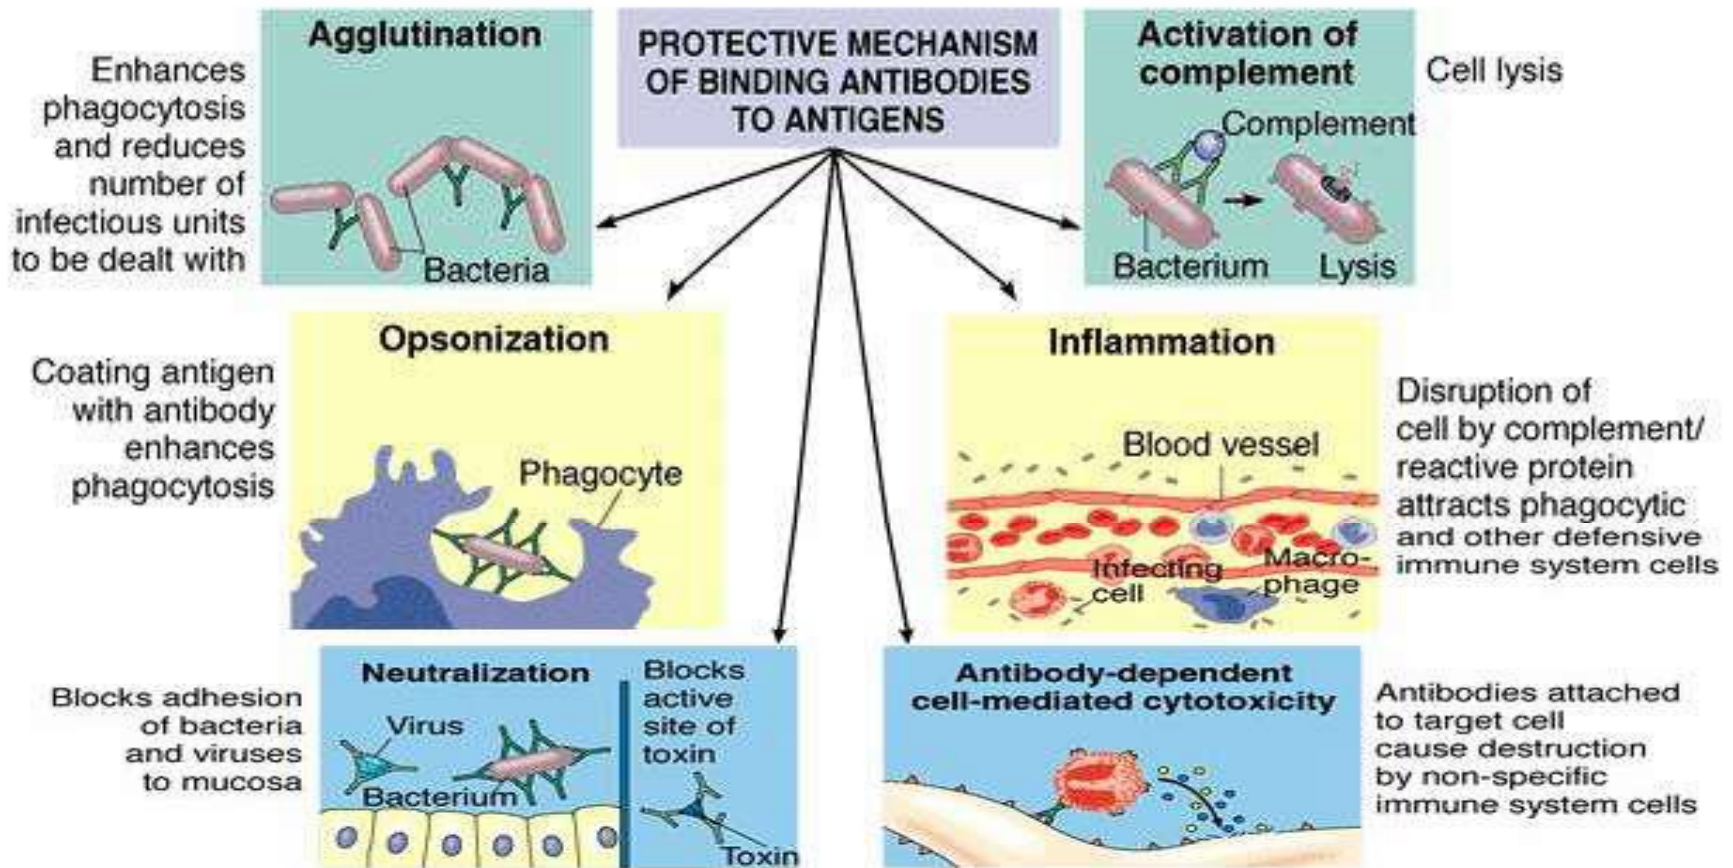 PROTECTIVE MECHANISM
OF BINDING ANTIBODIES
TO ANTIGENS
Agglutination
Enhances
phagocytosis
and reduces
number of
infectious units
to be dealt with
Bacteria
Activation of
complement
Cell lysis
Complement
Bacterium
Lysis
Opsonization
Coating antigen
with antibody
enhances
phagocytosis
Phagocyte
Inflammation
Blood vessel
Infecting
cell
Macro-
phage
Disruption of
cell by complement/
reactive protein
attracts phagocytic
and other defensive
immune system cells
Neutralization
Blocks adhesion
of bacteria
and viruses
to mucosa
Virus
Bacterium
Blocks
active
site of
toxin
Toxin
Antibody-dependent
cell-mediated cytotoxicity
Antibodies attached
to target cell
cause destruction
by non-specific
immune system cells